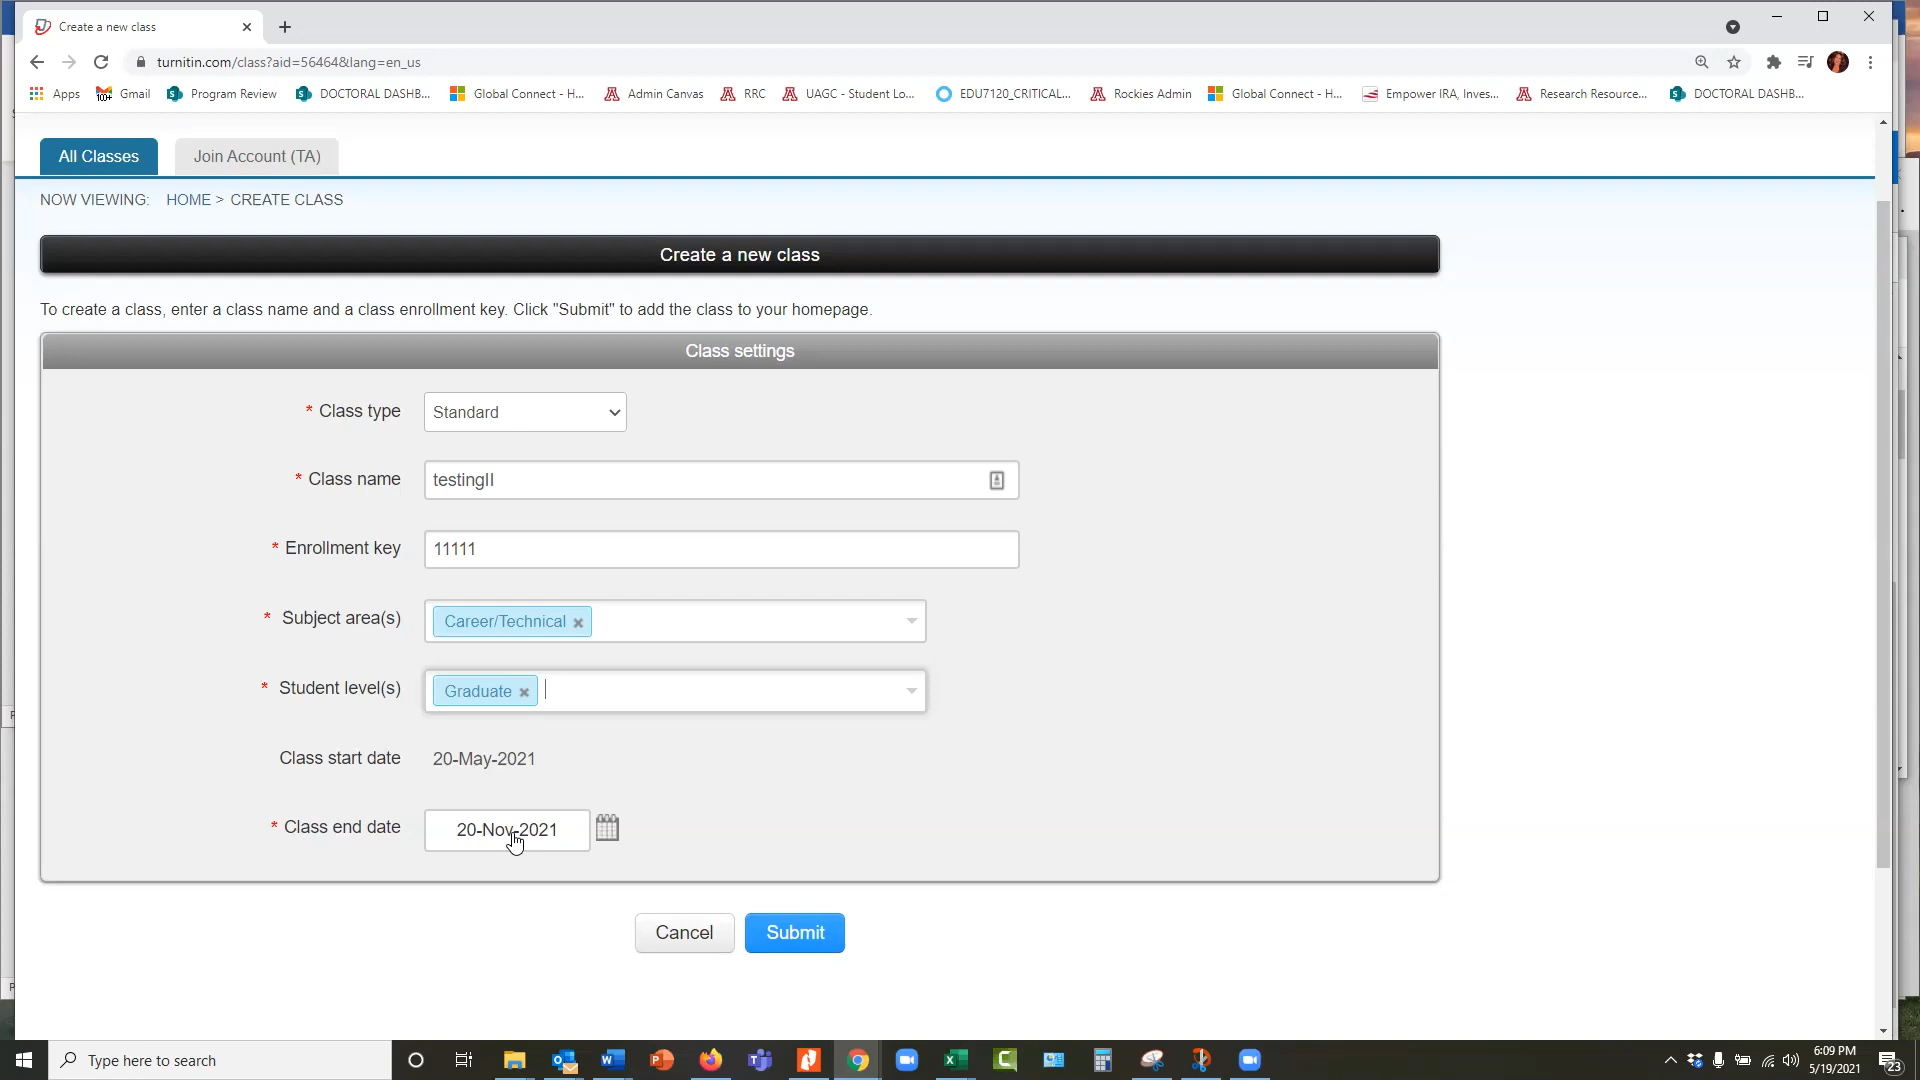 Create a new class
turnitin.com/class?aid=56464&lang=en_us
Apps
Gmail
Program Review
DOCTORAL DASHB...
Global Connect - H...
Admin Canvas
RRC
UAGC - Student Lo...
EDU7120_CRITICAL...
Rockies Admin
Global Connect - H...
Empower IRA, Inves...
Research Resource...
DOCTORAL DASHB...
All Classes
Join Account (TA)
NOW VIEWING: HOME > CREATE CLASS
Create a new class
To create a class, enter a class name and a class enrollment key. Click "Submit" to add the class to your homepage.
Class settings
* Class type
Standard
* Class name
testingII
* Enrollment key
11111
* Subject area(s)
Career/Technical
* Student level(s)
Graduate
Class start date
20-May-2021
* Class end date
20-Nov-2021
Cancel
Submit
Type here to search
6:09 PM
5/19/2021
23